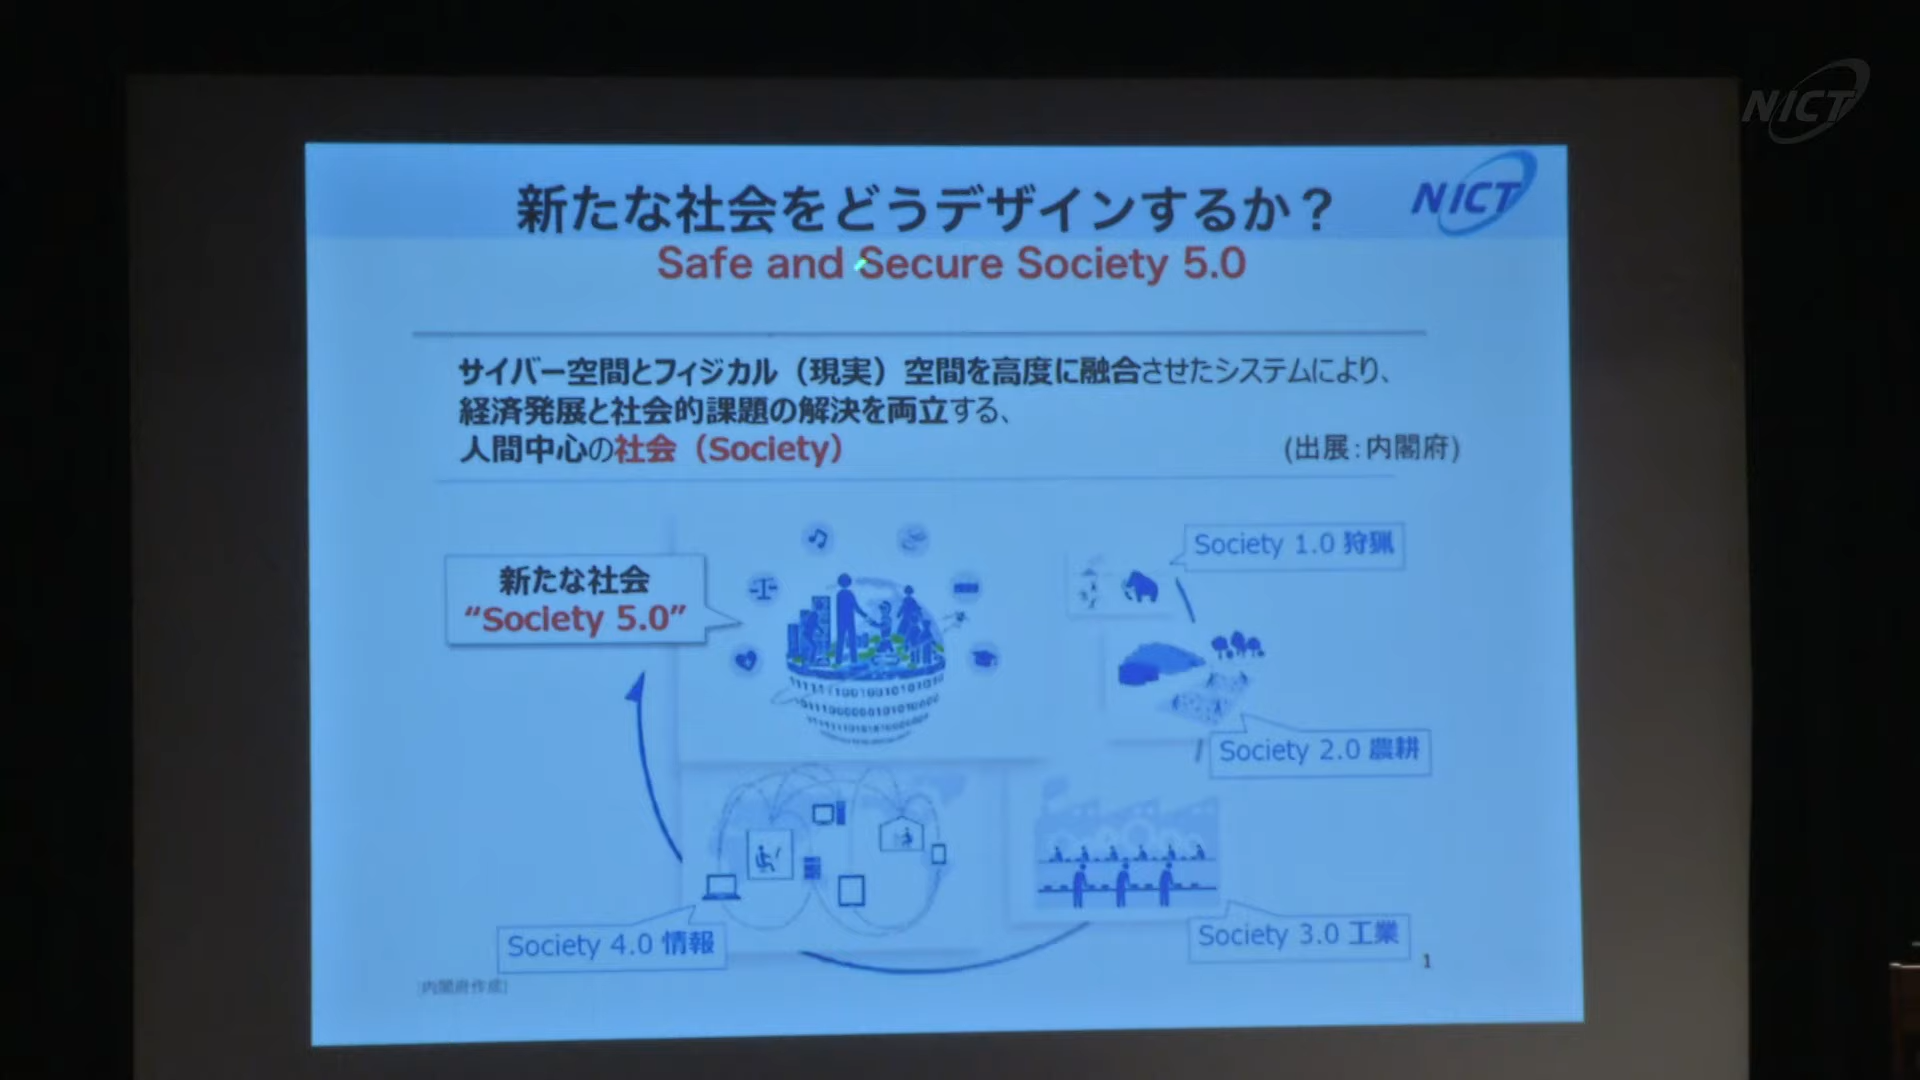 NICT
新たな社会をどうデザインするか？
NICT
Safe and Secure Society 5.0
サイバー空間とフィジカル（現実）空間を高度に融合させたシステムにより、
経済発展と社会的課題の解決を両立する、
人間中心の社会（Society）
(出展：内閣府)
新たな社会
“Society 5.0”
Society 1.0 狩猟
Society 2.0 農耕
Society 3.0 工業
Society 4.0 情報
1
[内閣府作成]